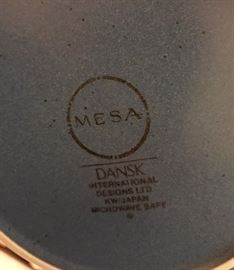 MESA
DANSK
INTERNATIONAL
DESIGNS LTD
KW-JAPAN
MICROWAVE SAFE
®